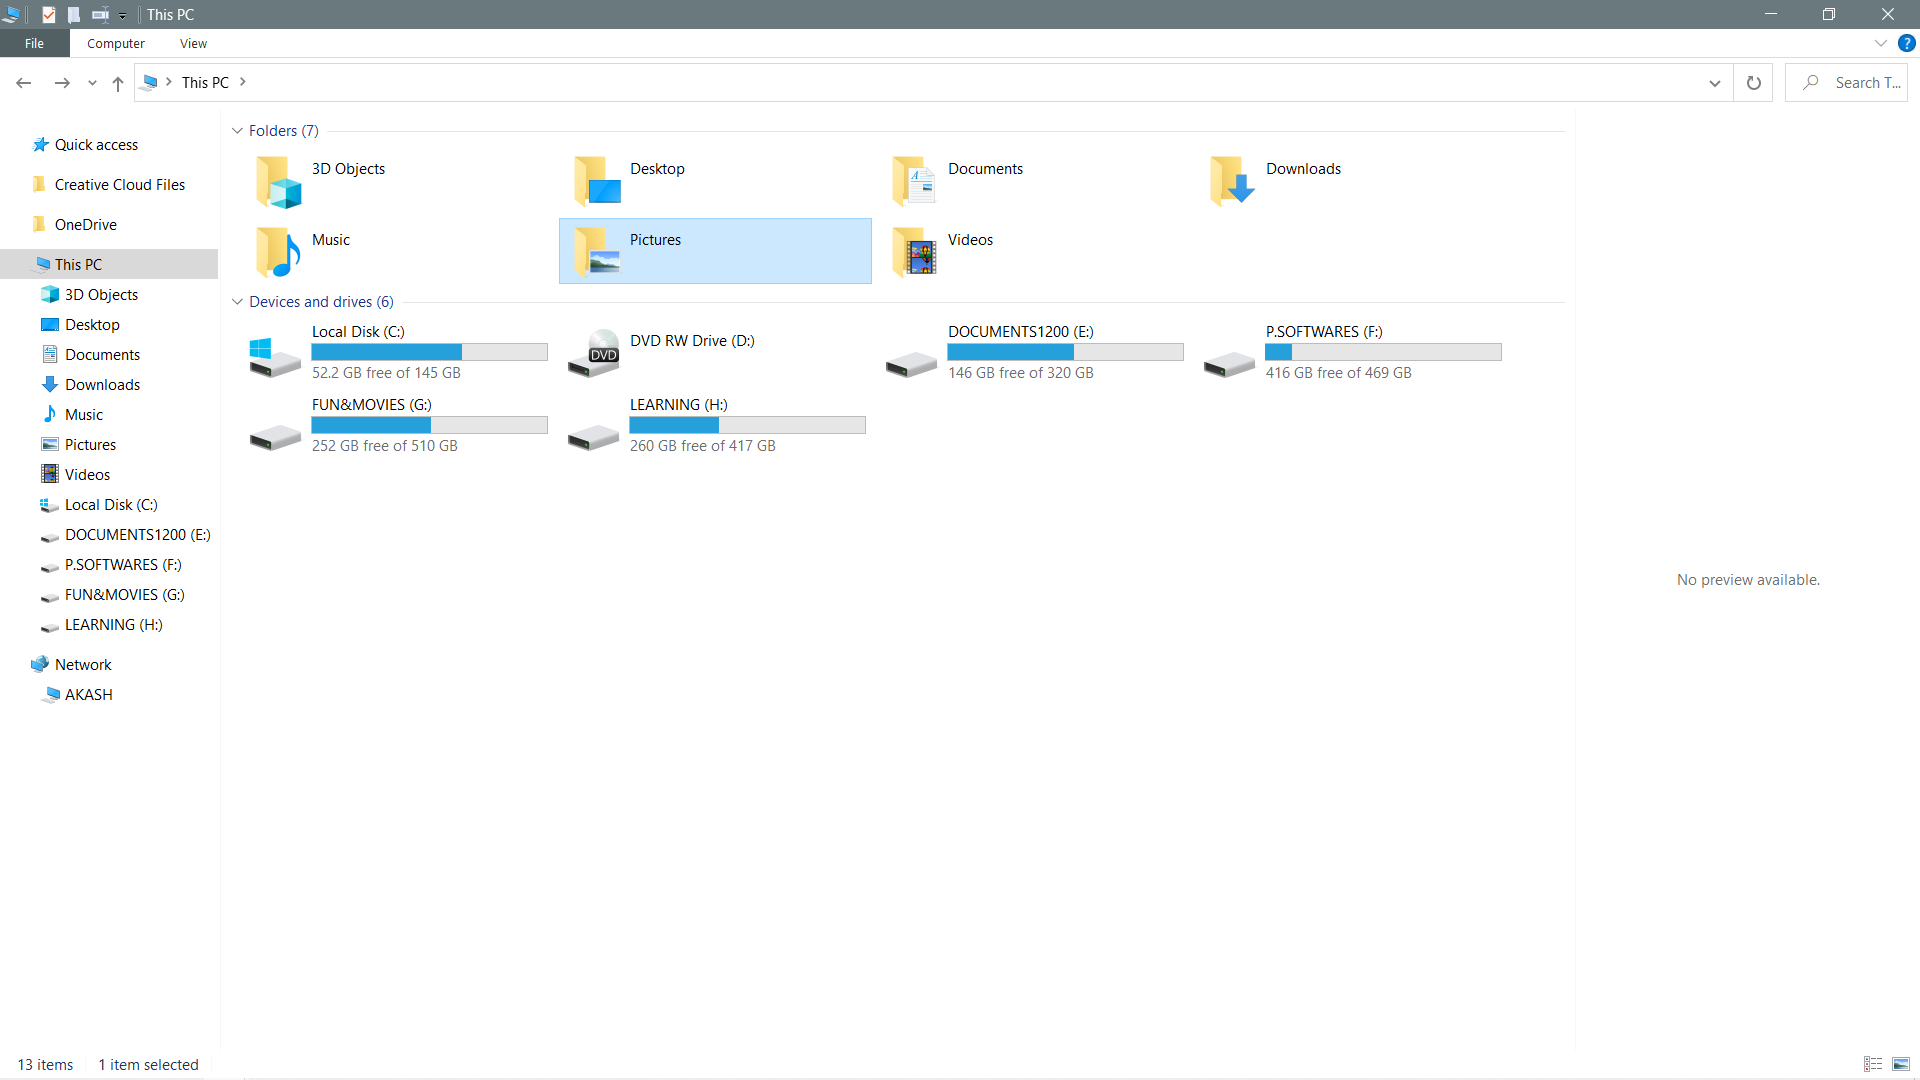 This PC
File Computer View
This PC
Search T...
Quick access
Creative Cloud Files
OneDrive
This PC
3D Objects
Desktop
Documents
Downloads
Music
Pictures
Videos
Local Disk (C:)
DOCUMENTS1200 (E:)
P.SOFTWARES (F:)
FUN&MOVIES (G:)
LEARNING (H:)
Network
AKASH
Folders (7)
3D Objects
Desktop
Documents
Downloads
Music
Pictures
Videos
Devices and drives (6)
Local Disk (C:)
52.2 GB free of 145 GB
DVD
DVD RW Drive (D:)
DOCUMENTS1200 (E:)
146 GB free of 320 GB
P.SOFTWARES (F:)
416 GB free of 469 GB
FUN&MOVIES (G:)
252 GB free of 510 GB
LEARNING (H:)
260 GB free of 417 GB
No preview available.
13 items 1 item selected